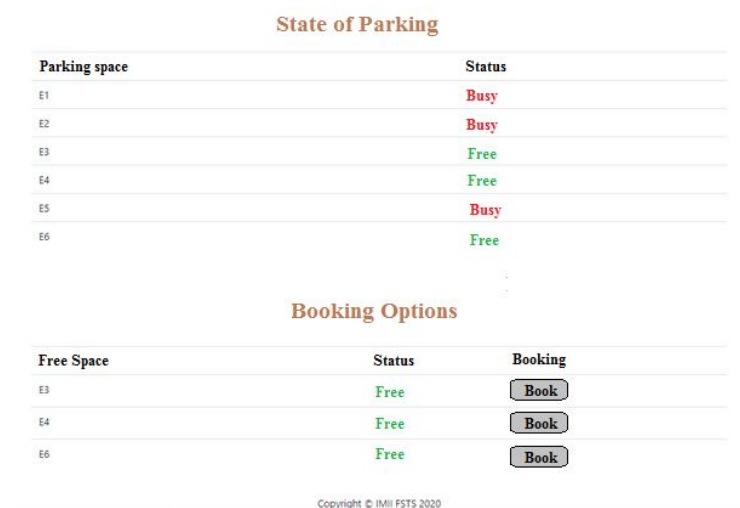 State of Parking
Parking space Status
E1 Busy
E2 Busy
E3 Free
E4 Free
E5 Busy
E6 Free
Booking Options
Free Space Status Booking
E3 Free Book
E4 Free Book
E6 Free Book
Copyright © IMII FSTS 2020